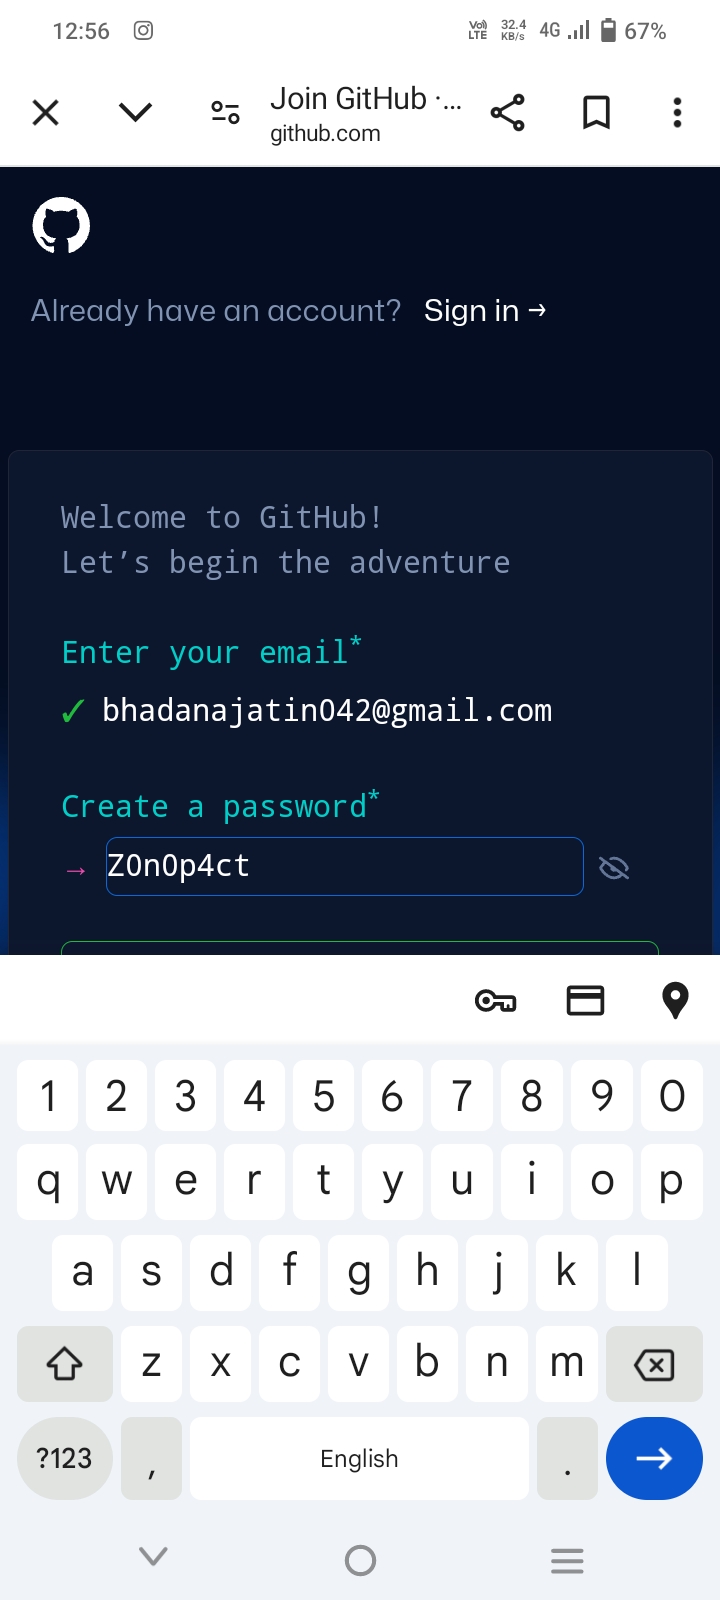 12:56 Vo) LTE 32.4 KB/s 4G 67%
Join GitHub ·...
github.com
Already have an account? Sign in →
Welcome to GitHub!
Let’s begin the adventure
Enter your email*
✓ bhadanajatin042@gmail.com
Create a password*
→ Z0n0p4ct
1 2 3 4 5 6 7 8 9 0
q w e r t y u i o p
a s d f g h j k l
z x c v b n m
?123 , English .